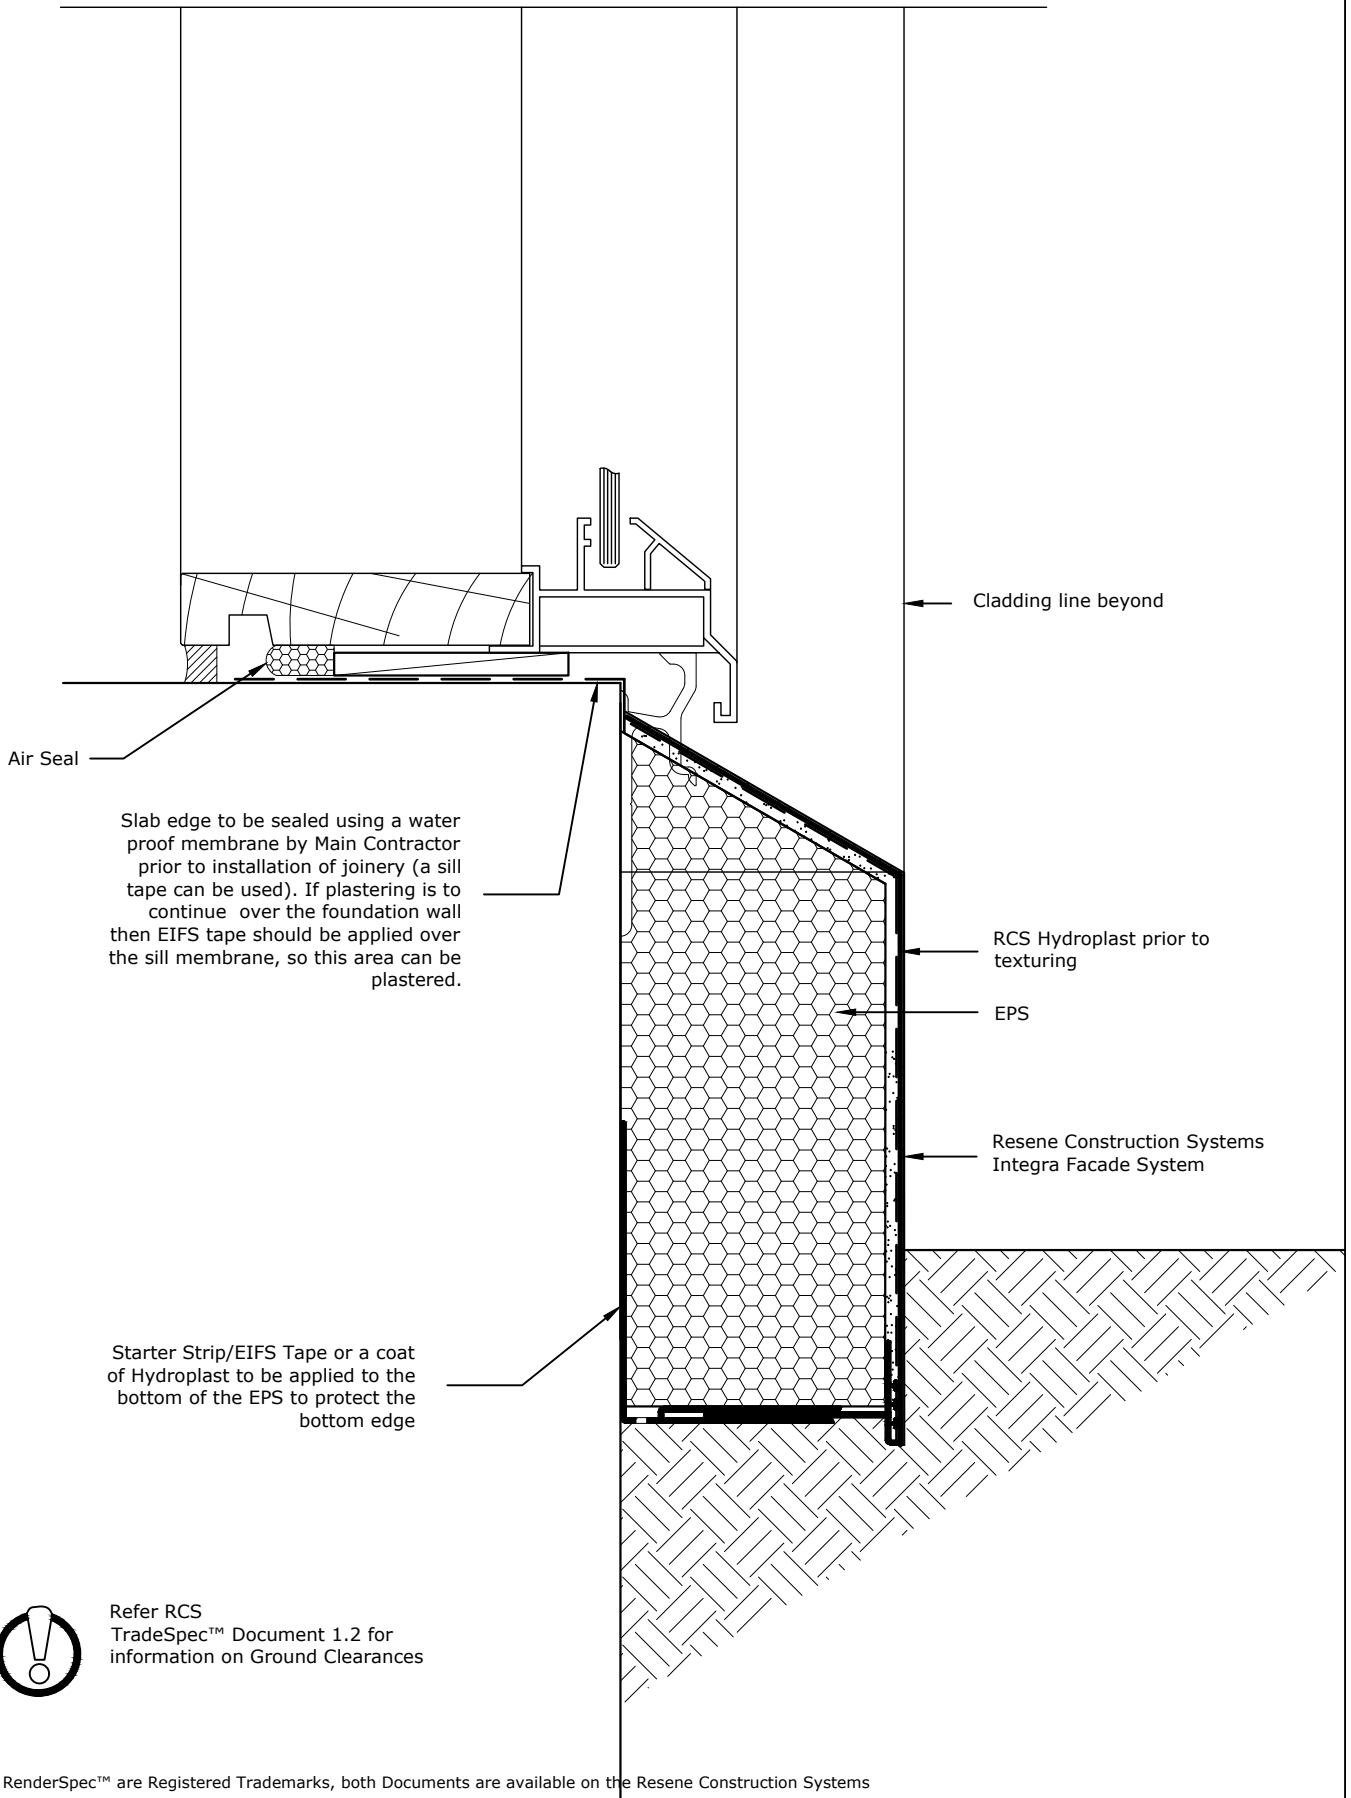 Cladding line beyond
Air Seal
Slab edge to be sealed using a water
proof membrane by Main Contractor
prior to installation of joinery (a sill
tape can be used). If plastering is to
continue over the foundation wall
then EIFS tape should be applied over
the sill membrane, so this area can be
plastered.
RCS Hydroplast prior to
texturing
EPS
Resene Construction Systems
Integra Facade System
Starter Strip/EIFS Tape or a coat
of Hydroplast to be applied to the
bottom of the EPS to protect the
bottom edge
Refer RCS
TradeSpec™ Document 1.2 for
information on Ground Clearances
RenderSpec™ are Registered Trademarks, both Documents are available on the Resene Construction Systems